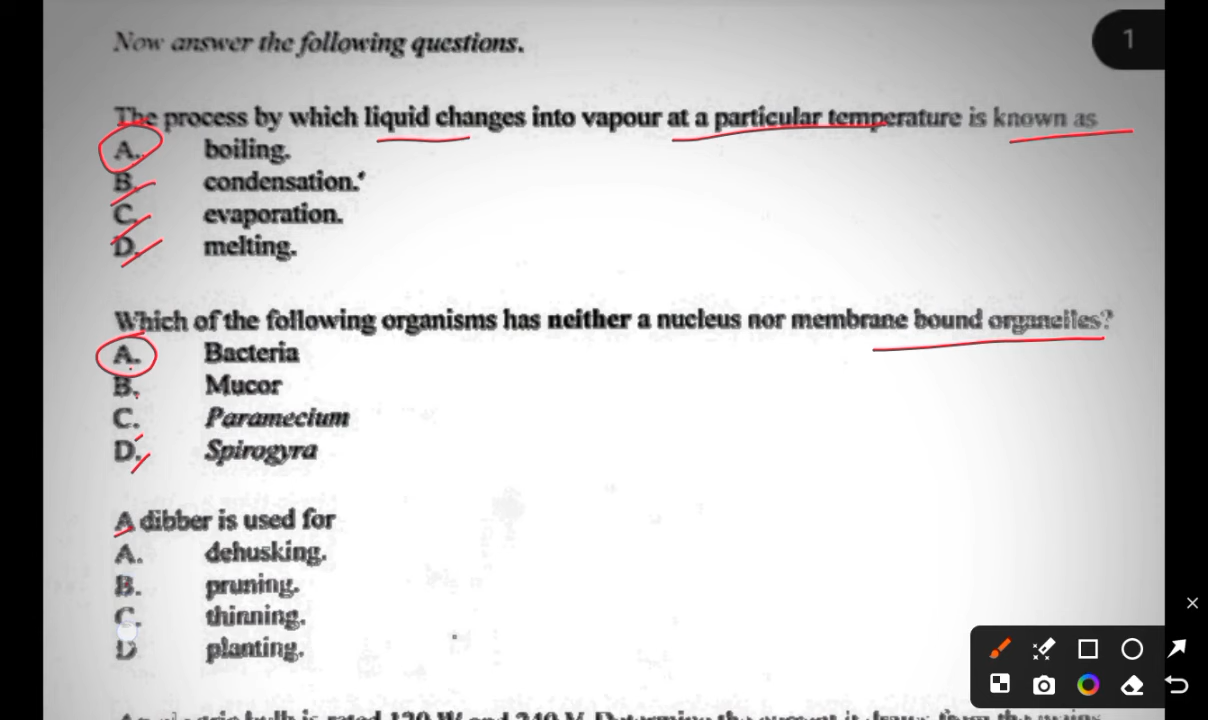 Now answer the following questions.
1
The process by which liquid changes into vapour at a particular temperature is known as
A. boiling.
B. condensation.
C. evaporation.
D. melting.
Which of the following organisms has neither a nucleus nor membrane bound organelles?
A. Bacteria
B. Mucor
C. Paramecium
D. Spirogyra
A dibber is used for
A. dehusking.
B. pruning.
C. thinning.
D planting.